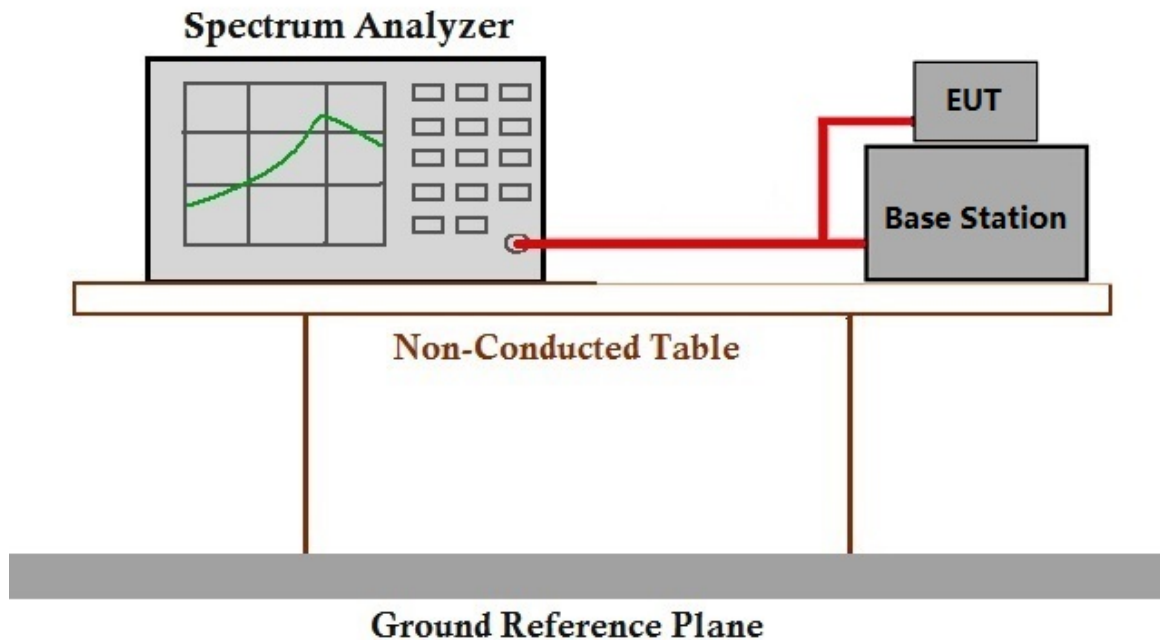 Spectrum Analyzer
EUT
Base Station
Non-Conducted Table
Ground Reference Plane